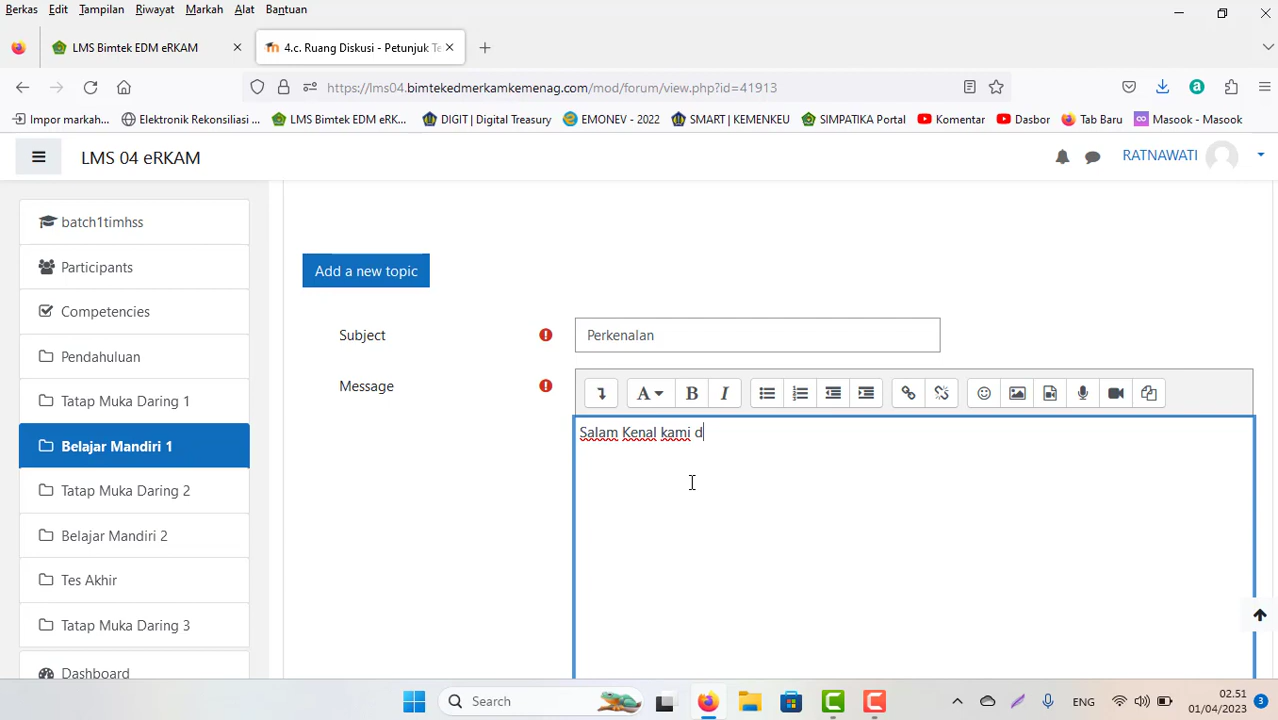 Berkas Edit Tampilan Riwayat Markah Alat Bantuan
LMS Bimtek EDM eRKAM
4.c. Ruang Diskusi - Petunjuk Te
https://lms04.bimtekedmerkamkemenag.com/mod/forum/view.php?id=41913
Impor markah... Elektronik Rekonsiliasi ... LMS Bimtek EDM eRK... DIGIT | Digital Treasury EMONEV - 2022 SMART | KEMENKEU SIMPATIKA Portal Komentar Dasbor Tab Baru Masook - Masook
LMS 04 eRKAM
RATNAWATI
batch1timhss
Participants
Competencies
Pendahuluan
Tatap Muka Daring 1
Belajar Mandiri 1
Tatap Muka Daring 2
Belajar Mandiri 2
Tes Akhir
Tatap Muka Daring 3
Dashboard
Add a new topic
Subject
Perkenalan
Message
A B I
Salam Kenal kami d
Search
ENG
02.51
01/04/2023
3